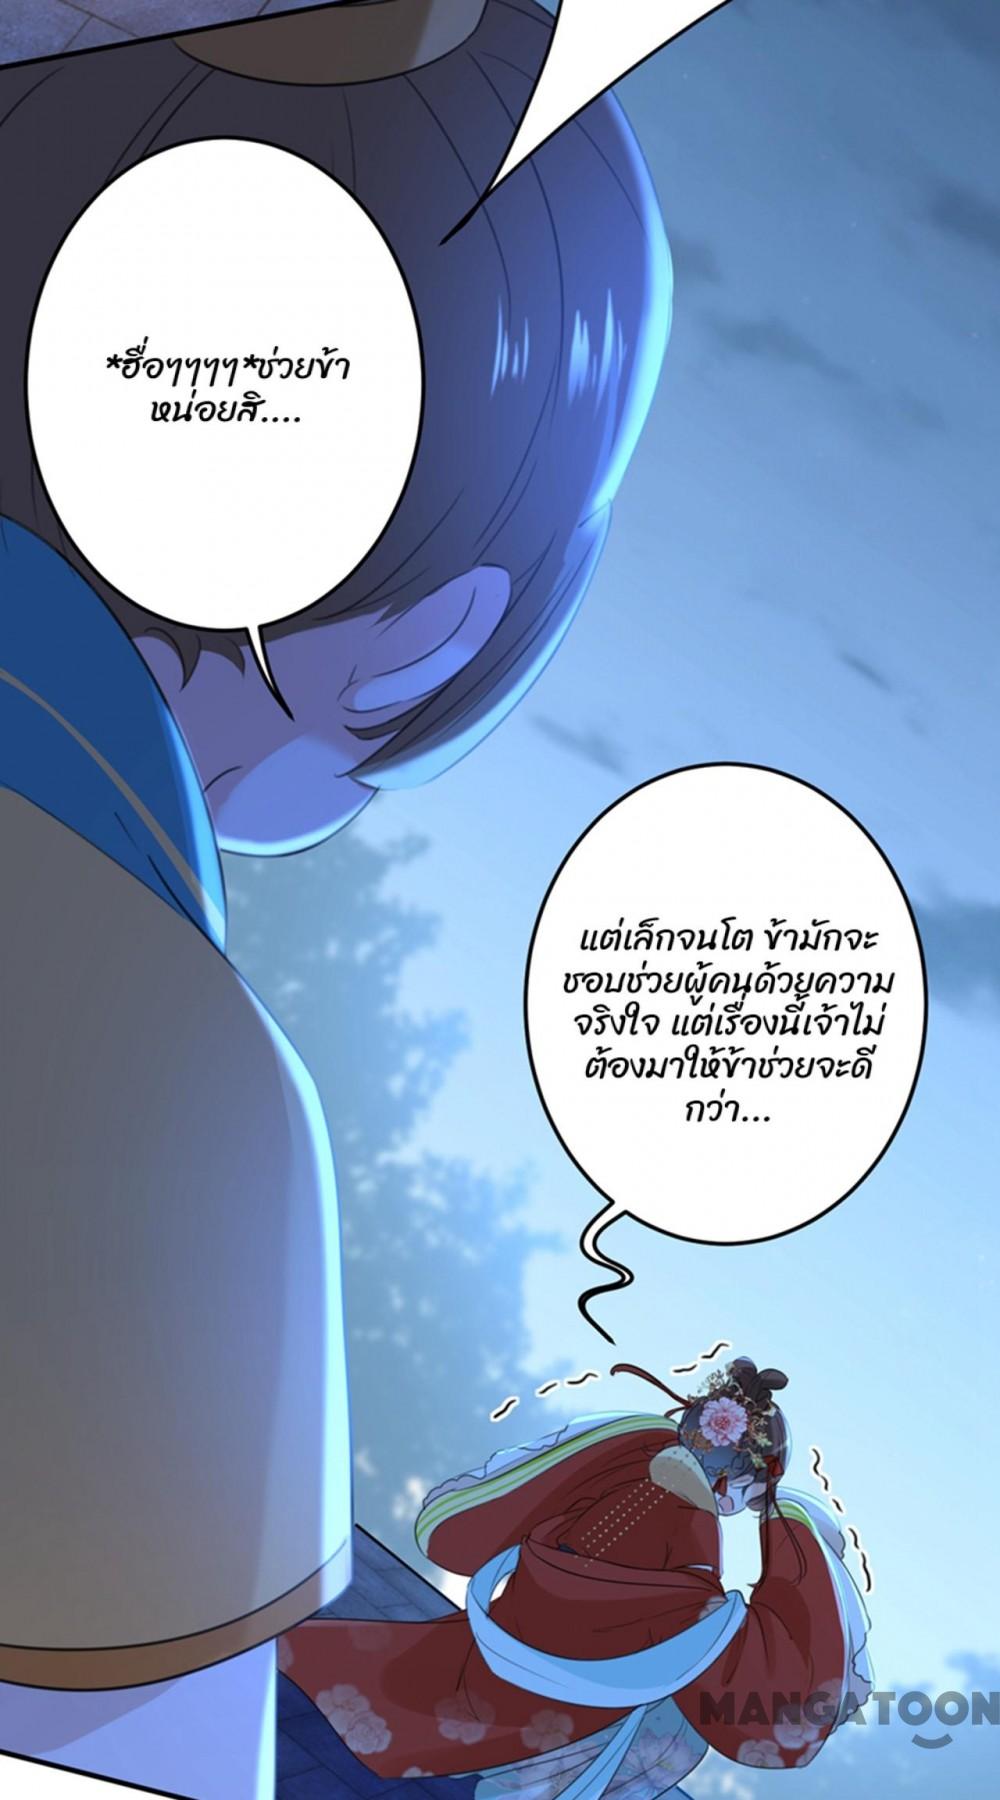 *ฮื่อๆๆๆๆ*ช่วยข้า
หน่อยสิ....
แต่เล็กจนโต ข้ามักจะ
ชอบช่วยผู้คนด้วยความ
จริงใจ แต่เรื่องนี้เจ้าไม่
ต้องมาให้ข้าช่วยจะดี
กว่า...
MANGATOON